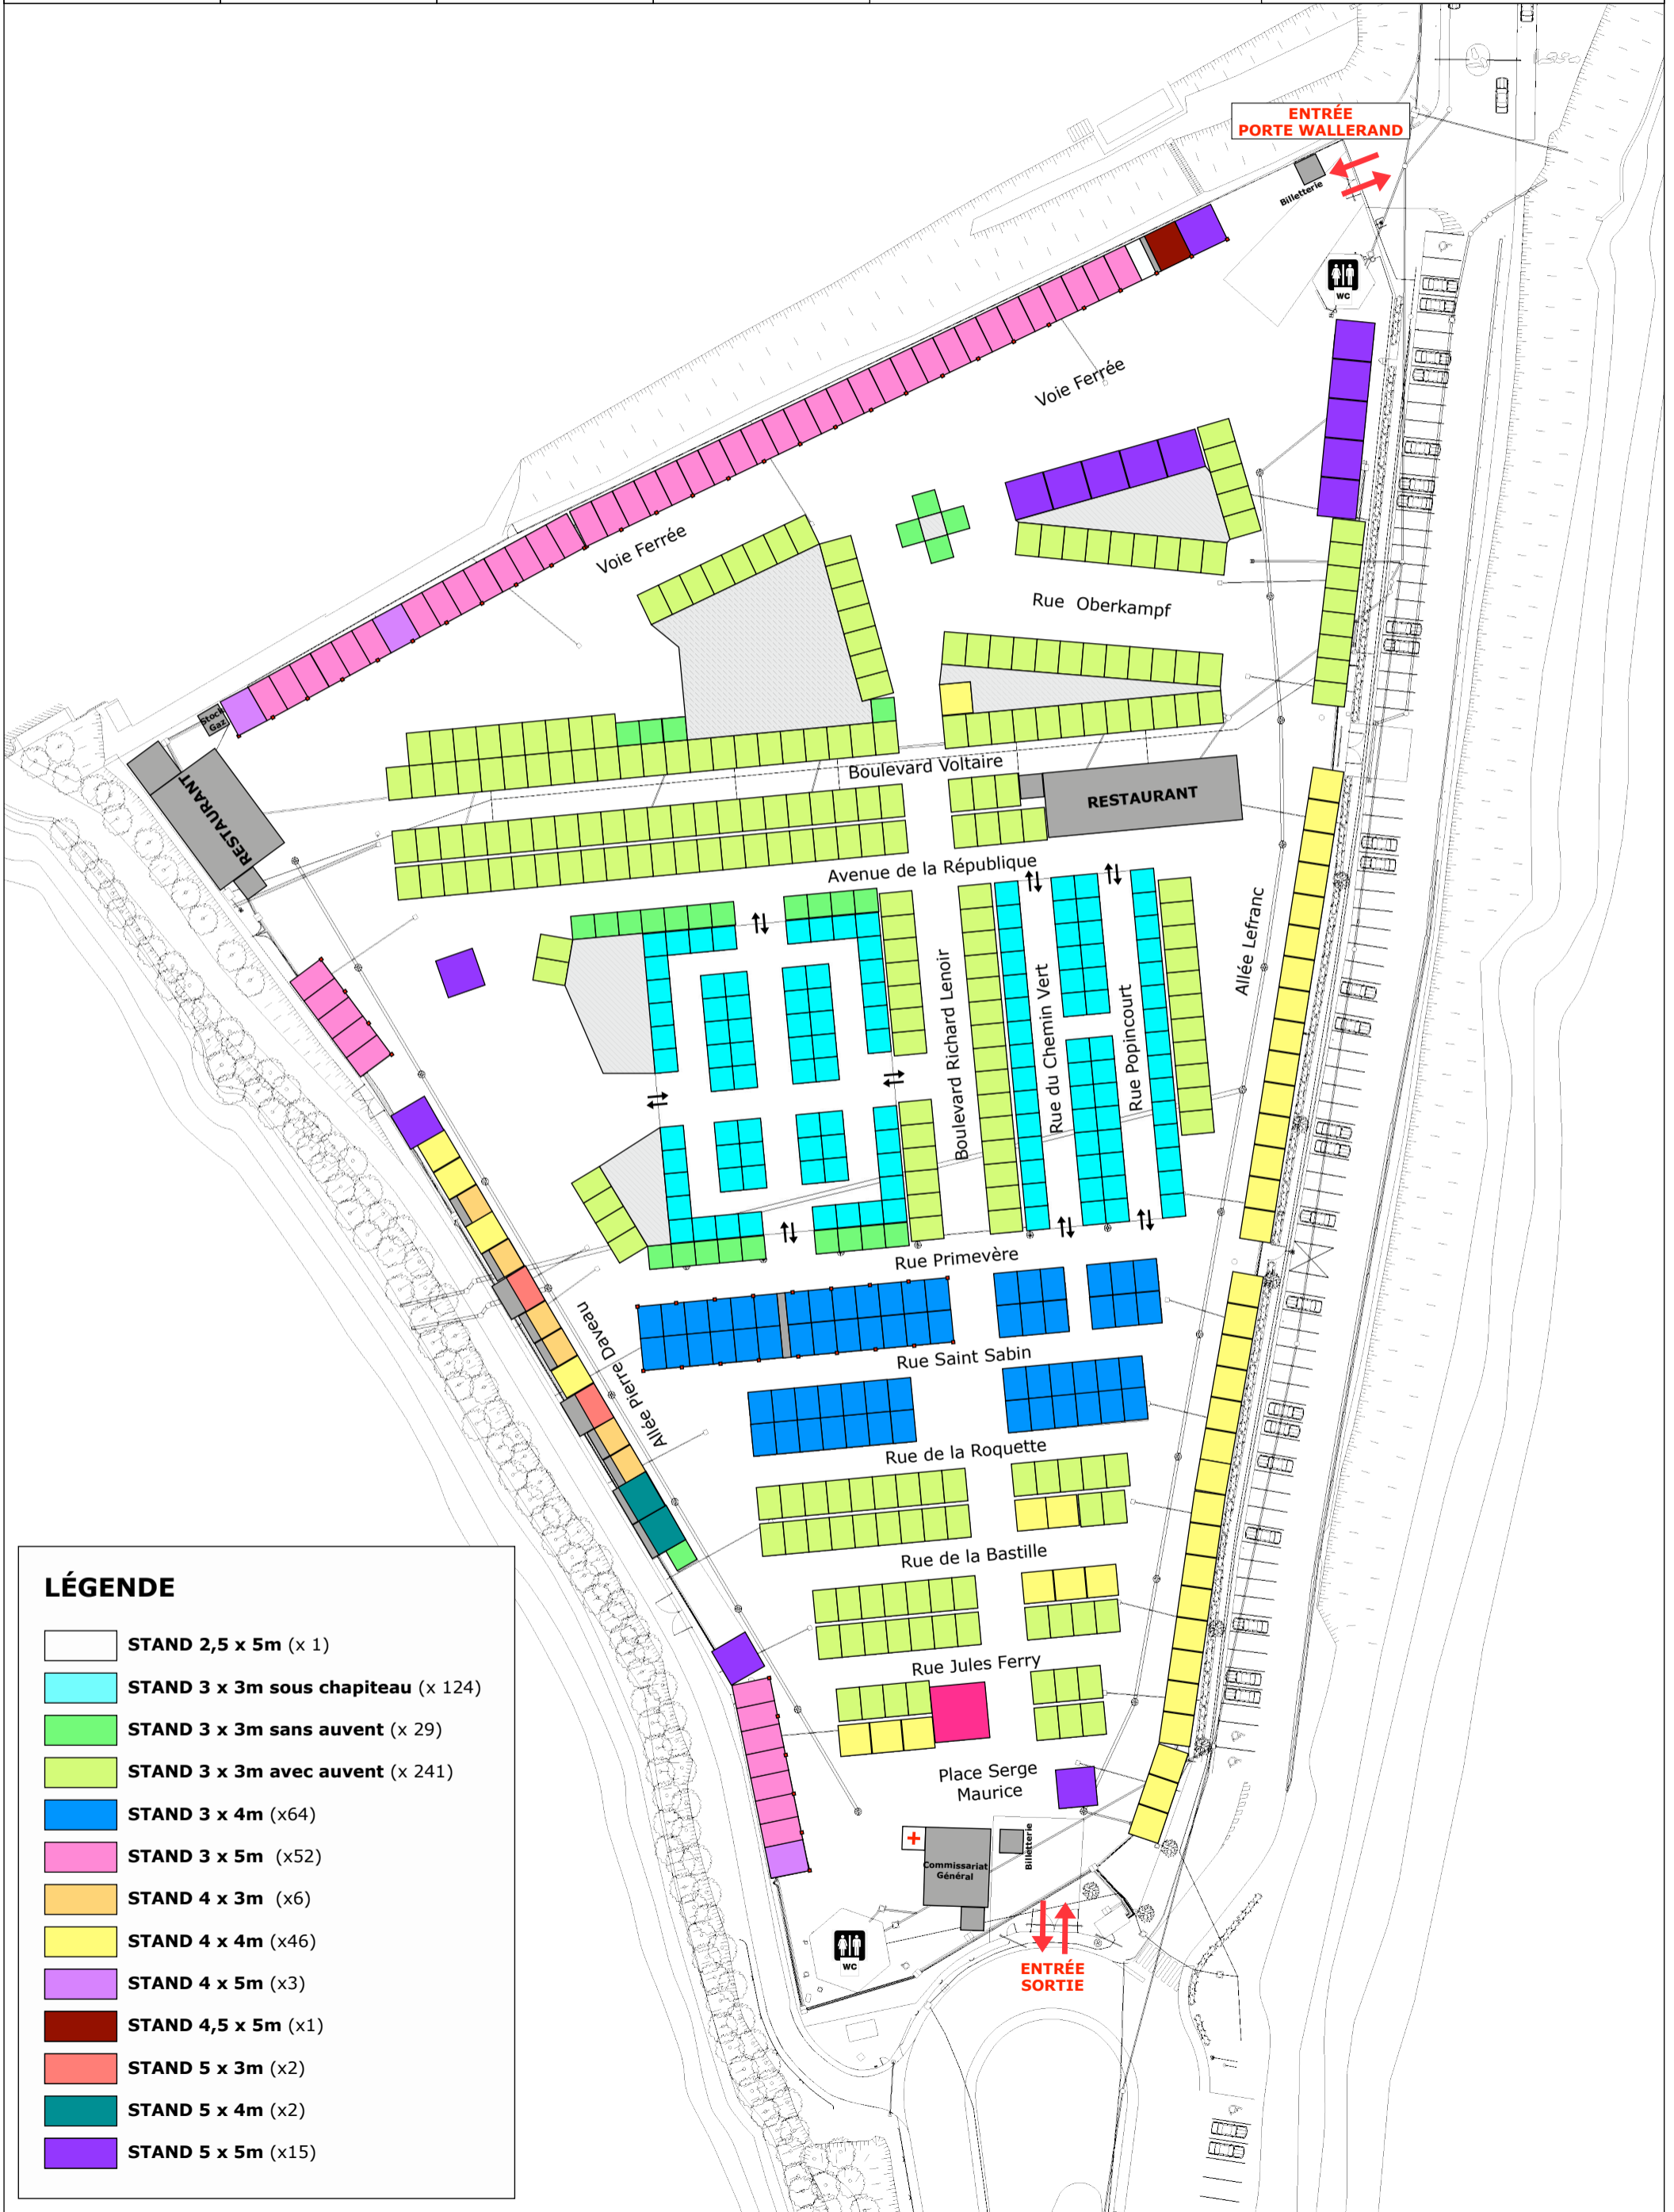 ENTRÉE
PORTE WALLERAND
Billetterie
WC
Voie Ferrée
Voie Ferrée
Rue Oberkampf
Stock
Gaz
RESTAURANT
Boulevard Voltaire
RESTAURANT
Avenue de la République
Allée Lefranc
Boulevard Richard Lenoir
Rue du Chemin Vert
Rue Popincourt
Rue Primevère
Allée Pierre Daveau
Rue Saint Sabin
Rue de la Roquette
Rue de la Bastille
Rue Jules Ferry
Place Serge
Maurice
Billetterie
Commissariat
Général
WC
ENTRÉE
SORTIE
LÉGENDE
STAND 2,5 x 5m (x 1)
STAND 3 x 3m sous chapiteau (x 124)
STAND 3 x 3m sans auvent (x 29)
STAND 3 x 3m avec auvent (x 241)
STAND 3 x 4m (x64)
STAND 3 x 5m (x52)
STAND 4 x 3m (x6)
STAND 4 x 4m (x46)
STAND 4 x 5m (x3)
STAND 4,5 x 5m (x1)
STAND 5 x 3m (x2)
STAND 5 x 4m (x2)
STAND 5 x 5m (x15)